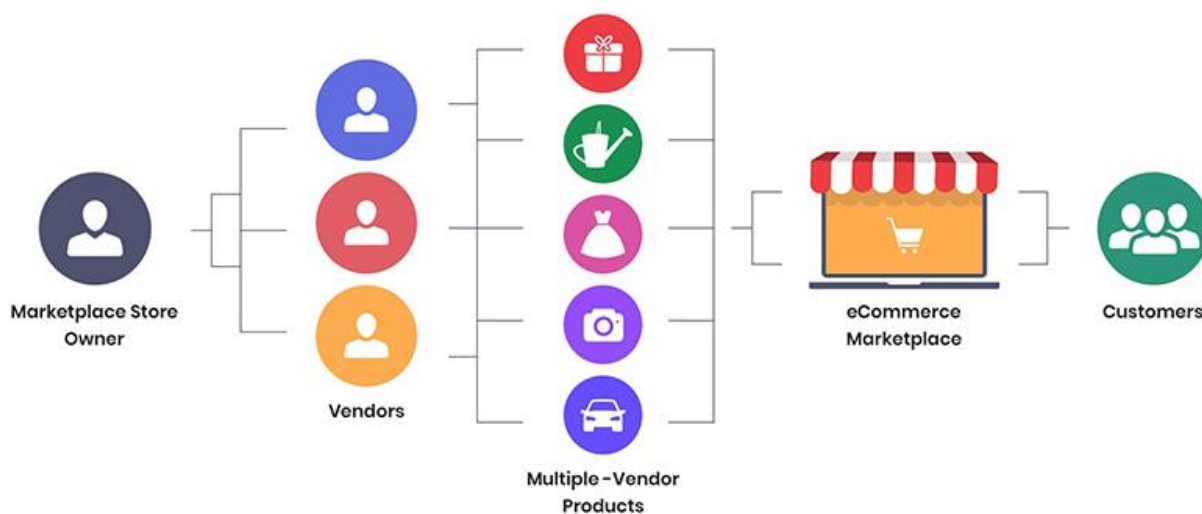 Marketplace Store
Owner
Vendors
Multiple-Vendor
Products
eCommerce
Marketplace
Customers